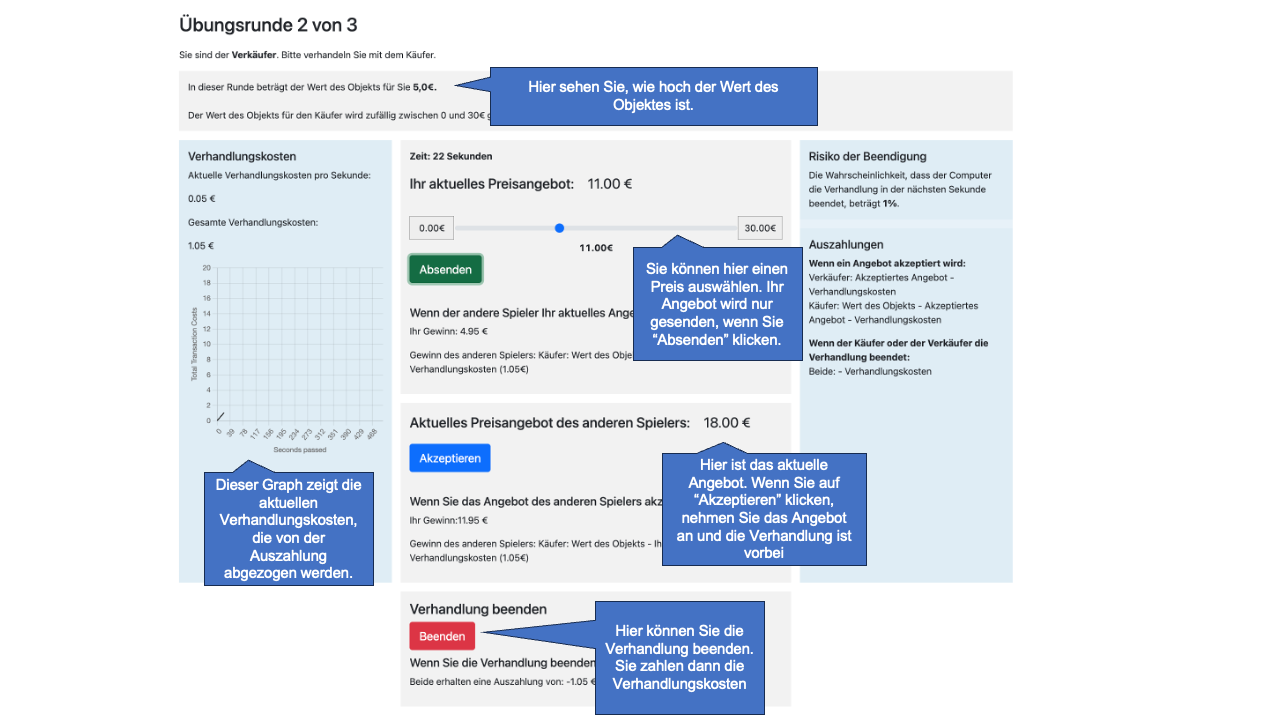 Übungsrunde 2 von 3
Sie sind der Verkäufer. Bitte verhandeln Sie mit dem Käufer.
In dieser Runde beträgt der Wert des Objekts für Sie 5,0€.
Der Wert des Objekts für den Käufer wird zufällig zwischen 0 und 30€
Hier sehen Sie, wie hoch der Wert des
Objektes ist.
Verhandlungskosten
Aktuelle Verhandlungskosten pro Sekunde:
0.05 €
Gesamte Verhandlungskosten:
1.05 €
20
18
16
14
12
10
8
6
4
2
0
Total Transaction Costs
0 39 78 117 156 195 234 273 312 351 390 429 468
Seconds passed
Dieser Graph zeigt die
aktuellen
Verhandlungskosten,
die von der
Auszahlung
abgezogen werden.
Zeit: 22 Sekunden
Ihr aktuelles Preisangebot: 11.00 €
0.00€
30.00€
11.00€
Absenden
Sie können hier einen
Preis auswählen. Ihr
Angebot wird nur
gesenden, wenn Sie
“Absenden” klicken.
Wenn der andere Spieler Ihr aktuelles
Ihr Gewinn: 4.95 €
Gewinn des anderen Spielers: Käufer: Wert des
Verhandlungskosten (1.05€)
Aktuelles Preisangebot des anderen Spielers: 18.00 €
Akzeptieren
Hier ist das aktuelle
Angebot. Wenn Sie auf
“Akzeptieren” klicken,
nehmen Sie das Angebot
an und die Verhandlung ist
vorbei
Wenn Sie das Angebot des anderen Spielers
Ihr Gewinn:11.95 €
Gewinn des anderen Spielers: Käufer: Wert des Objekts -
Verhandlungskosten (1.05€)
Verhandlung beenden
Beenden
Wenn Sie die Verhandlung beenden
Beide erhalten eine Auszahlung von: -1.05 €
Hier können Sie die
Verhandlung beenden.
Sie zahlen dann die
Verhandlungskosten
Risiko der Beendigung
Die Wahrscheinlichkeit, dass der Computer
die Verhandlung in der nächsten Sekunde
beendet, beträgt 1%.
Auszahlungen
Wenn ein Angebot akzeptiert wird:
Verkäufer: Akzeptiertes Angebot -
Verhandlungskosten
Käufer: Wert des Objekts - Akzeptiertes
Angebot - Verhandlungskosten
Wenn der Käufer oder der Verkäufer die
Verhandlung beendet:
Beide: - Verhandlungskosten